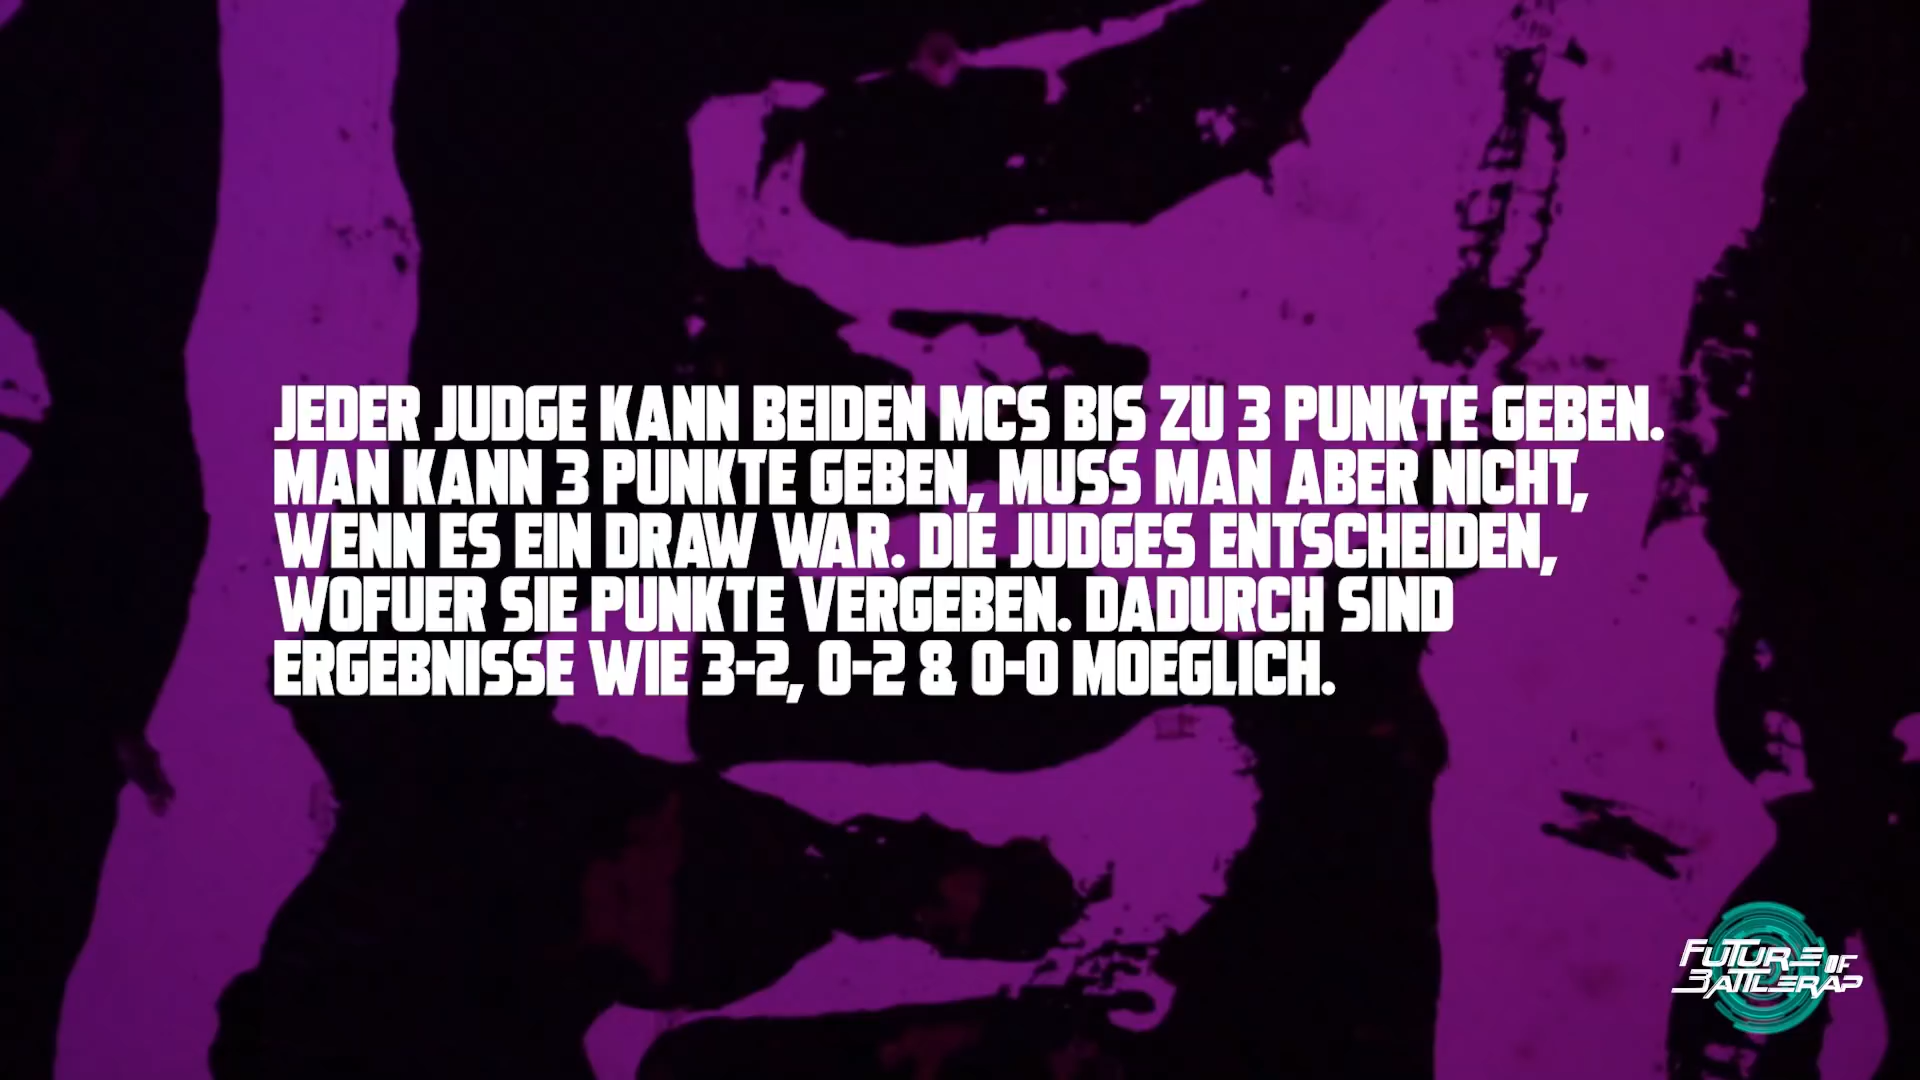 JEDER JUDGE KANN BEIDEN MCS BIS ZU 3 PUNKTE GEBEN.
MAN KANN 3 PUNKTE GEBEN, MUSS MAN ABER NICHT,
WENN ES EIN DRAW WAR. DIE JUDGES ENTSCHEIDEN,
WOFUER SIE PUNKTE VERGEBEN. DADURCH SIND
ERGEBNISSE WIE 3-2, 0-2 & 0-0 MOEGLICH.
FUTURE OF
BATTLERAP